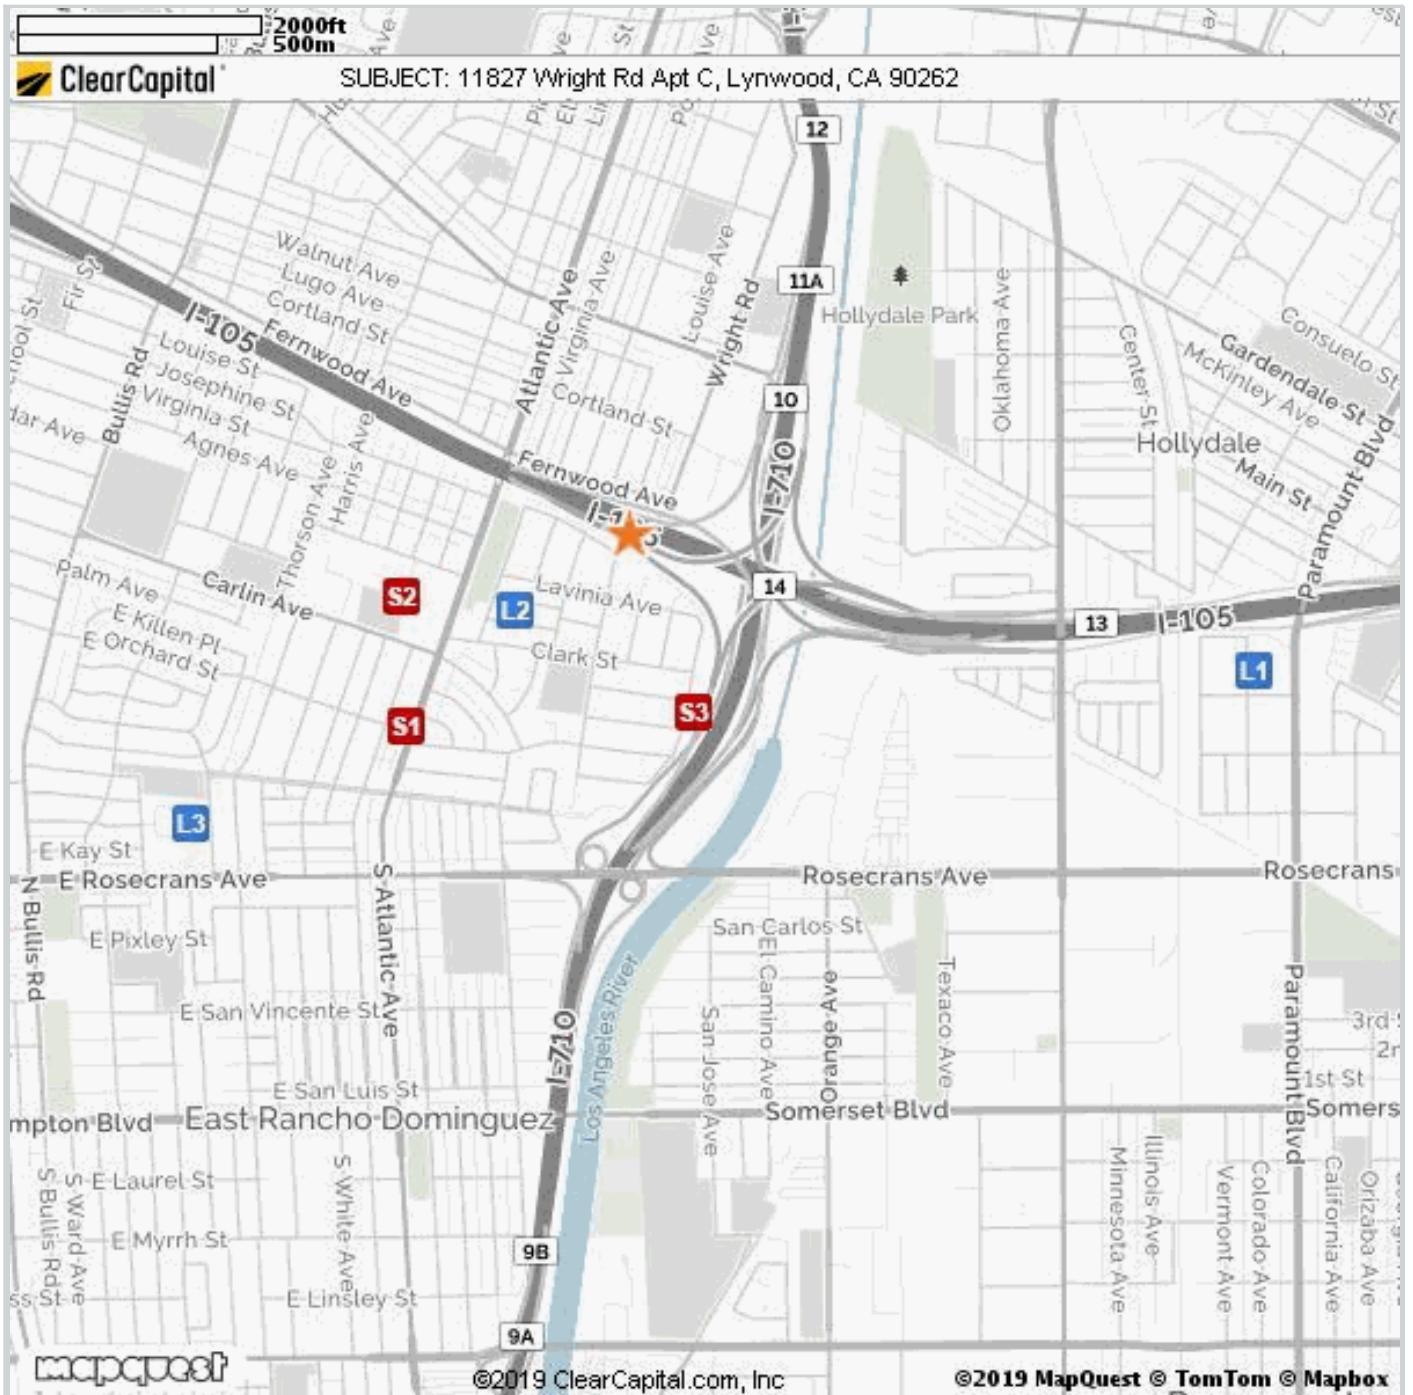 2000ft
500m
ClearCapital
SUBJECT: 11827 Wright Rd Apt C, Lynwood, CA 90262
12
Walnut Ave
Lugo Ave
Cortland St
Fir St
I-105
Fernwood Ave
Louise St
Josephine St
Virginia St
Agnes Ave
Bullis Rd
Atlantic Ave
Virginia Ave
Louise Ave
Wright Rd
11A
Hollydale Park
Oklahoma Ave
Center St
Consuelo St
Gardendale St
McKinley Ave
Hollydale
Main St
Paramount Blvd
10
I-710
Cortland St
Fernwood Ave
Harris Ave
Thorson Ave
Palm Ave
Carlin Ave
E Killen Pl
E Orchard St
S2
L2
Lavinia Ave
14
13
I-105
Clark St
L1
S1
S3
L3
E Kay St
E Rosecrans Ave
Rosecrans Ave
Rosecrans
N Bullis Rd
S Atlantic Ave
E Pixley St
San Carlos St
El Camino Ave
Orange Ave
Texaco Ave
Paramount Blvd
E San Vincente St
San Jose Ave
Los Angeles River
I-710
3rd
1st St
E San Luis St
mpton Blvd
East Rancho Dominguez
Somerset Blvd
Somers
E Laurel St
S Bullis Rd
S Ward Ave
S White Ave
E Myrrh St
Minnesota Ave
Illinois Ave
Vermont Ave
Colorado Ave
California Ave
Orizaba Ave
9B
ss St
E Linsley St
9A
mapquest
©2019 ClearCapital.com, Inc
©2019 MapQuest © TomTom © Mapbox